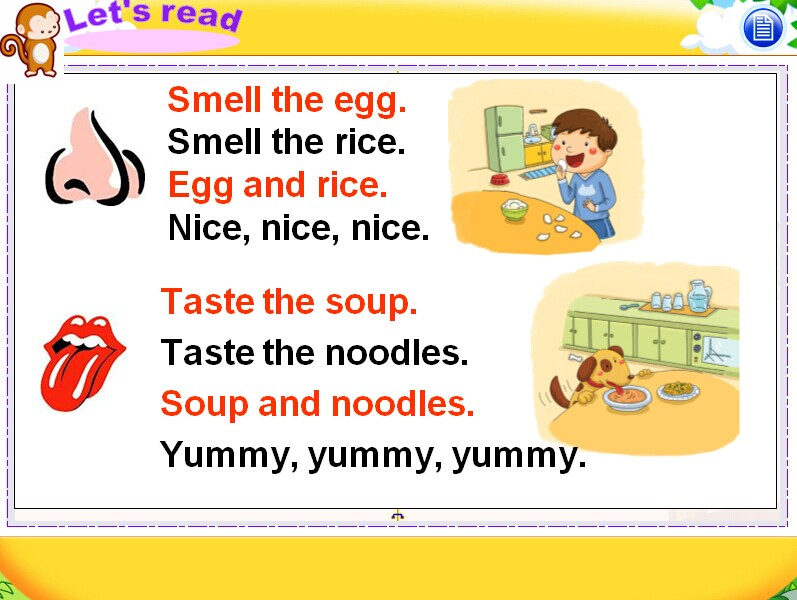 Let's read
Smell the egg.
Smell the rice.
Egg and rice.
Nice, nice, nice.
Taste the soup.
Taste the noodles.
Soup and noodles.
Yummy, yummy, yummy.